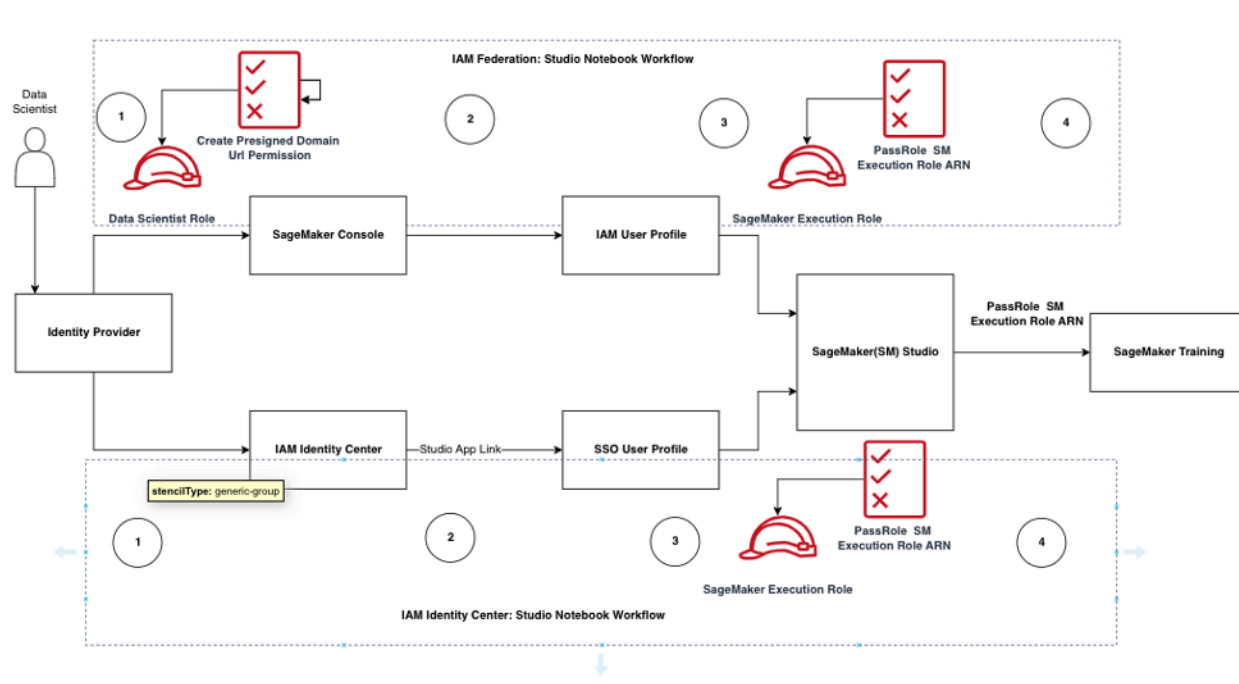 IAM Federation: Studio Notebook Workflow
Data
Scientist
1
2
3
4
Create Presigned Domain
Url Permission
PassRole SM
Execution Role ARN
Data Scientist Role
SageMaker Execution Role
SageMaker Console
IAM User Profile
Identity Provider
SageMaker(SM) Studio
PassRole SM
Execution Role ARN
SageMaker Training
IAM Identity Center
Studio App Link
SSO User Profile
stencilType: generic-group
1
2
3
4
PassRole SM
Execution Role ARN
SageMaker Execution Role
IAM Identity Center: Studio Notebook Workflow